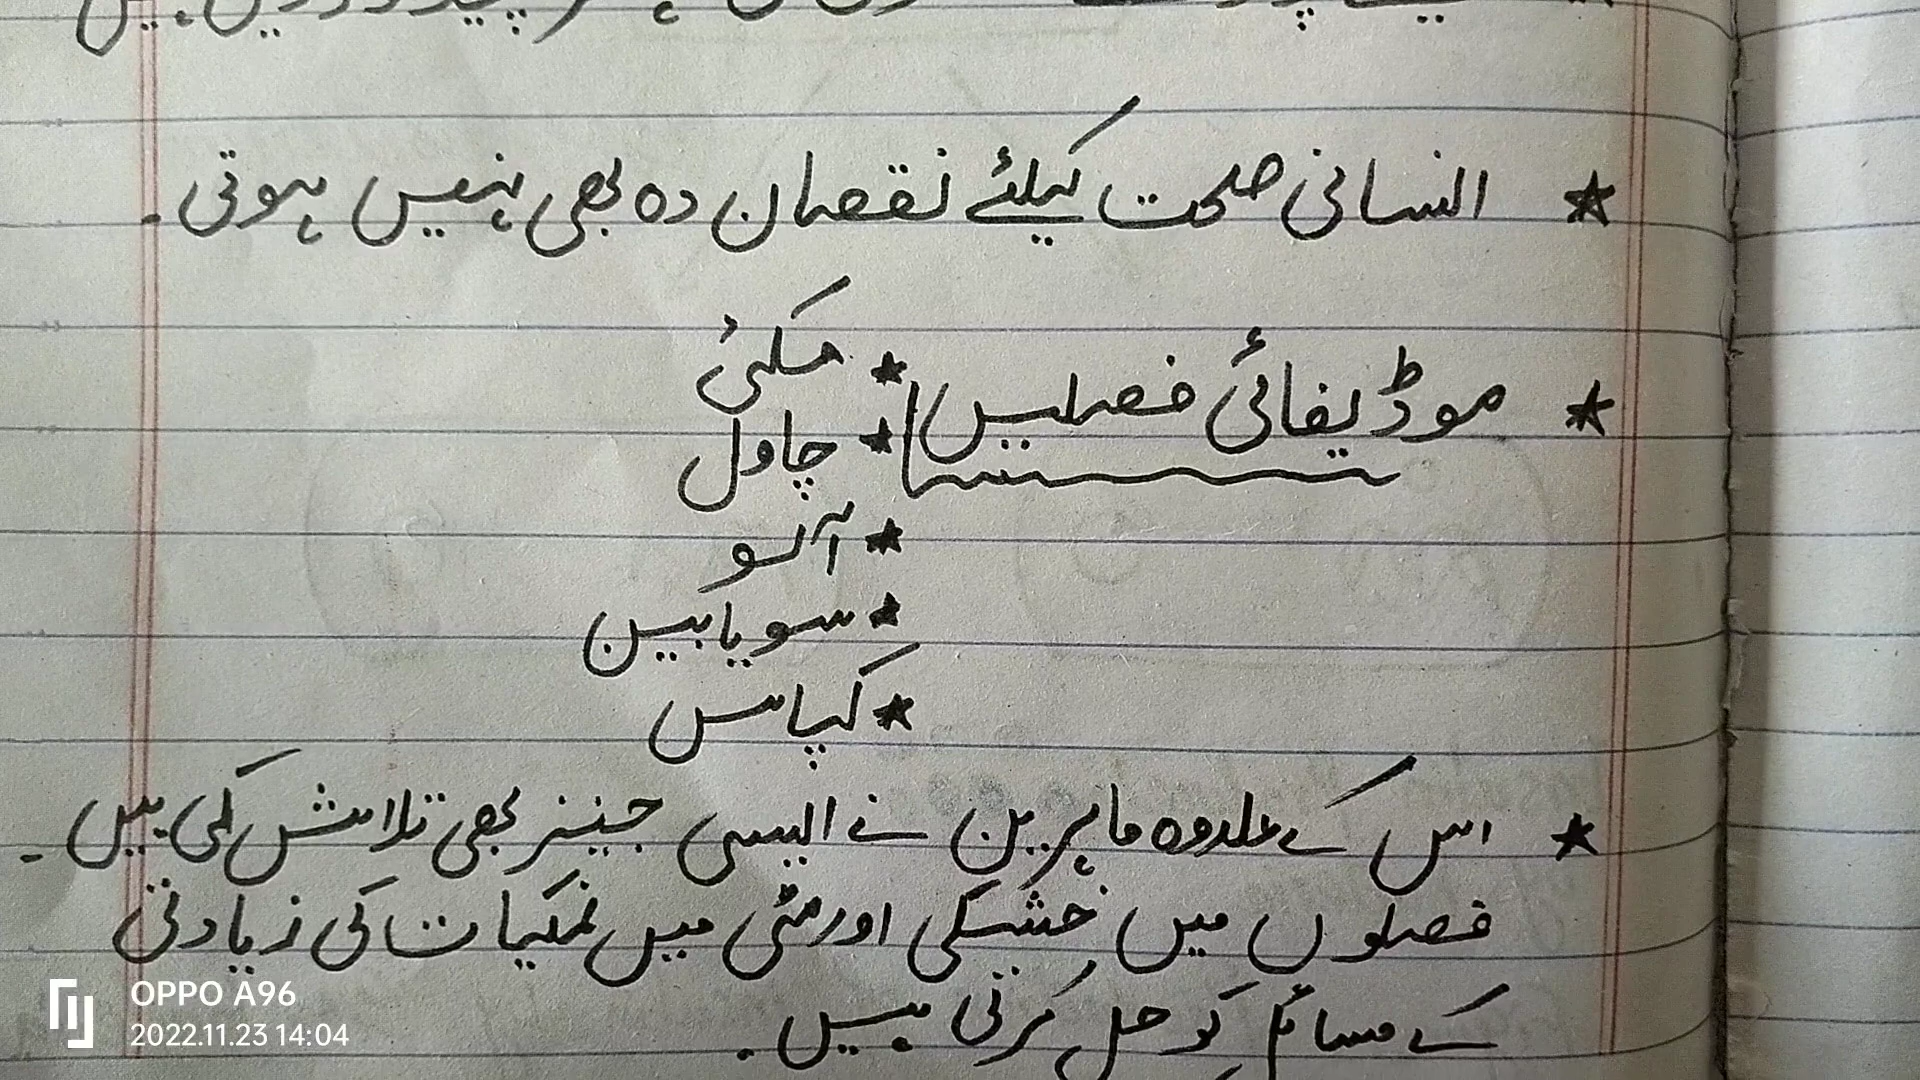 ★ انسانی صحت کیلئے نقصان دہ بھی نہیں ہوتی۔
★ موڈیفائی فصلیں
★ مکئی
★ چاول
★ آلو
★ سویابین
★ کپاس
★ اس کے علاوہ ماہرین نے ایسی جینز بھی تلاش کی ہیں۔
فصلوں میں خشکی اور مٹی میں نمکیات کی زیادتی
کے مسائل کو حل کرتی ہیں۔
OPPO A96
2022.11.23 14:04